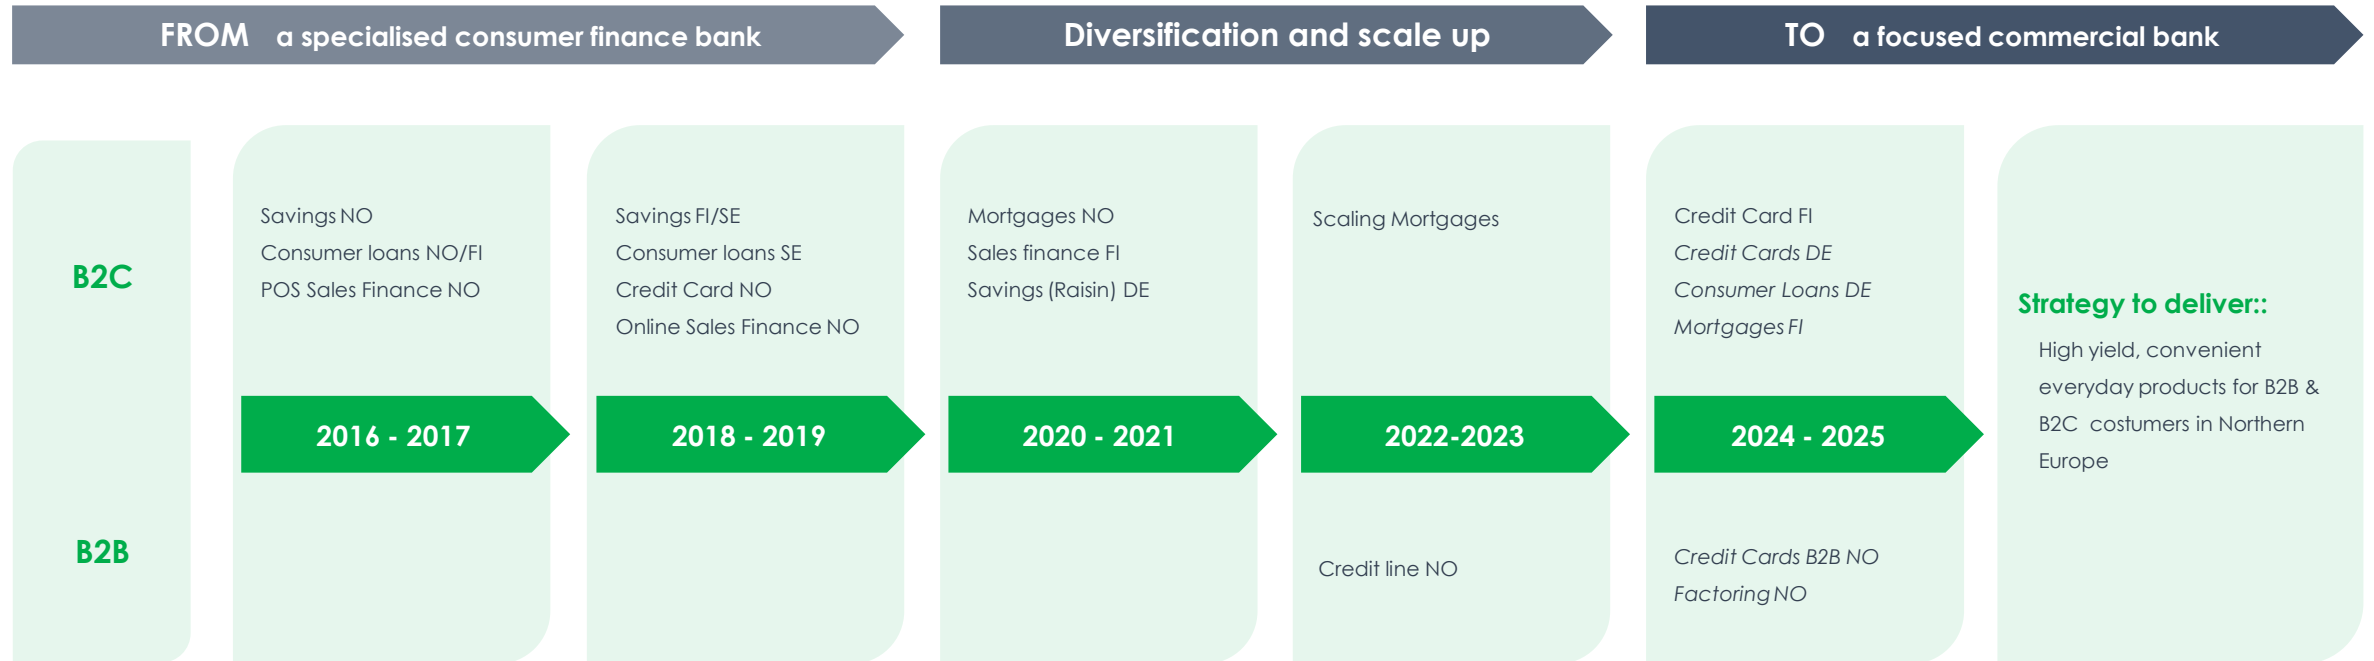 FROM a specialised consumer finance bank
Diversification and scale up
TO a focused commercial bank
B2C
Savings NO
Consumer loans NO/FI
POS Sales Finance NO
Savings FI/SE
Consumer loans SE
Credit Card NO
Online Sales Finance NO
Mortgages NO
Sales finance FI
Savings (Raisin) DE
Scaling Mortgages
Credit Card FI
Credit Cards DE
Consumer Loans DE
Mortgages FI
2016 - 2017
2018 - 2019
2020 - 2021
2022-2023
2024 - 2025
B2B
Credit line NO
Credit Cards B2B NO
Factoring NO
Strategy to deliver::
High yield, convenient
everyday products for B2B &
B2C costumers in Northern
Europe